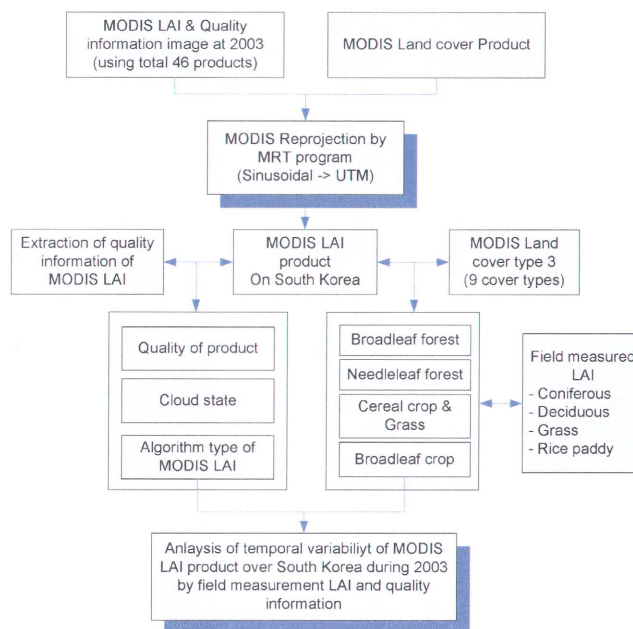 MODIS LAI & Quality
information image at 2003
(using total 46 products)
MODIS Land cover Product
MODIS Reprojection by
MRT program
(Sinusoidal -> UTM)
Extraction of quality
information of
MODIS LAI
MODIS LAI
product
On South Korea
MODIS Land
cover type 3
(9 cover types)
Quality of product
Cloud state
Algorithm type of
MODIS LAI
Broadleaf forest
Needleleaf forest
Cereal crop &
Grass
Broadleaf crop
Field measured
LAI
- Coniferous
- Deciduous
- Grass
- Rice paddy
Anlaysis of temporal variabiliyt of MODIS
LAI product over South Korea during 2003
by field measurement LAI and quality
information